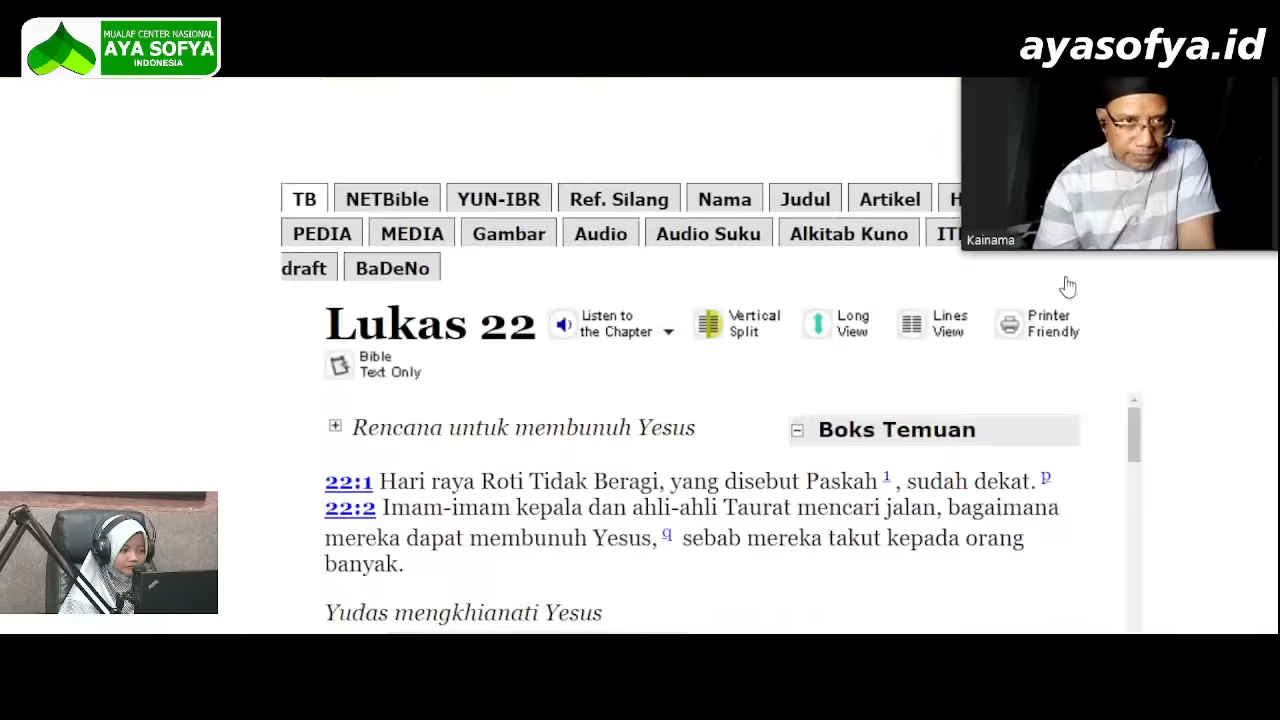 MUALAF CENTER NASIONAL
AYA SOFYA
INDONESIA
ayasofya.id
TB
NETBible
YUN-IBR
Ref. Silang
Nama
Judul
Artikel
PEDIA
MEDIA
Gambar
Audio
Audio Suku
Alkitab Kuno
Kainama
draft
BaDeNo
Lukas 22
Listen to
the Chapter
Vertical
Split
Long
View
Lines
View
Printer
Friendly
Bible
Text Only
Rencana untuk membunuh Yesus
Boks Temuan
22:1 Hari raya Roti Tidak Beragi, yang disebut Paskah 1 , sudah dekat. p
22:2 Imam-imam kepala dan ahli-ahli Taurat mencari jalan, bagaimana
mereka dapat membunuh Yesus, q sebab mereka takut kepada orang
banyak.
Yudas mengkhianati Yesus